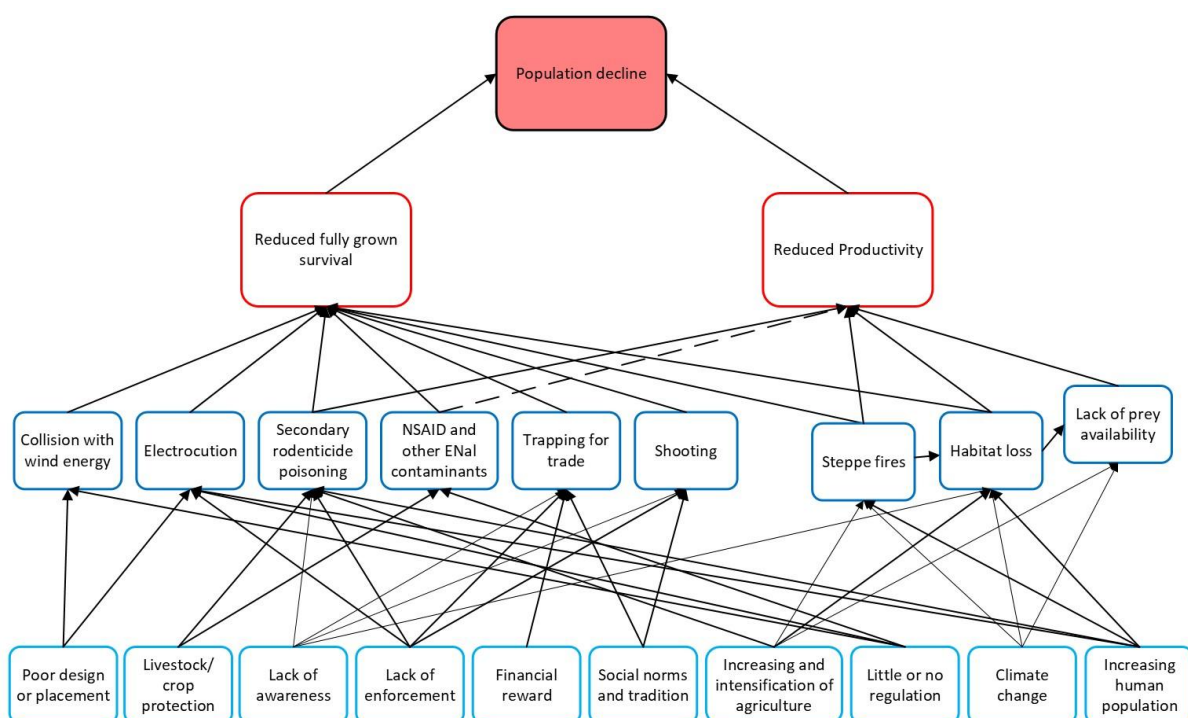 Population decline
Reduced fully grown
survival
Reduced Productivity
Collision with
wind energy
Electrocution
Secondary
rodenticide
poisoning
NSAID and
other ENal
contaminants
Trapping for
trade
Shooting
Steppe fires
Habitat loss
Lack of prey
availability
Poor design
or placement
Livestock/
crop
protection
Lack of
awareness
Lack of
enforcement
Financial
reward
Social norms
and tradition
Increasing and
intensification of
agriculture
Little or no
regulation
Climate
change
Increasing
human
population